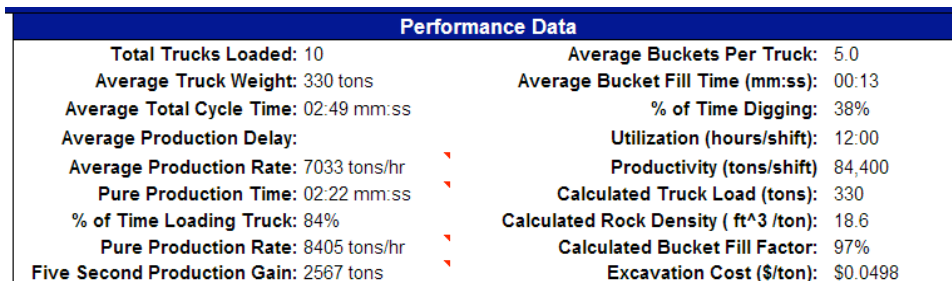 Performance Data
Total Trucks Loaded: 10 Average Buckets Per Truck: 5.0
Average Truck Weight: 330 tons Average Bucket Fill Time (mm:ss): 00:13
Average Total Cycle Time: 02:49 mm:ss % of Time Digging: 38%
Average Production Delay: Utilization (hours/shift): 12:00
Average Production Rate: 7033 tons/hr Productivity (tons/shift) 84,400
Pure Production Time: 02:22 mm:ss Calculated Truck Load (tons): 330
% of Time Loading Truck: 84% Calculated Rock Density ( ft^3 /ton): 18.6
Pure Production Rate: 8405 tons/hr Calculated Bucket Fill Factor: 97%
Five Second Production Gain: 2567 tons Excavation Cost ($/ton): $0.0498